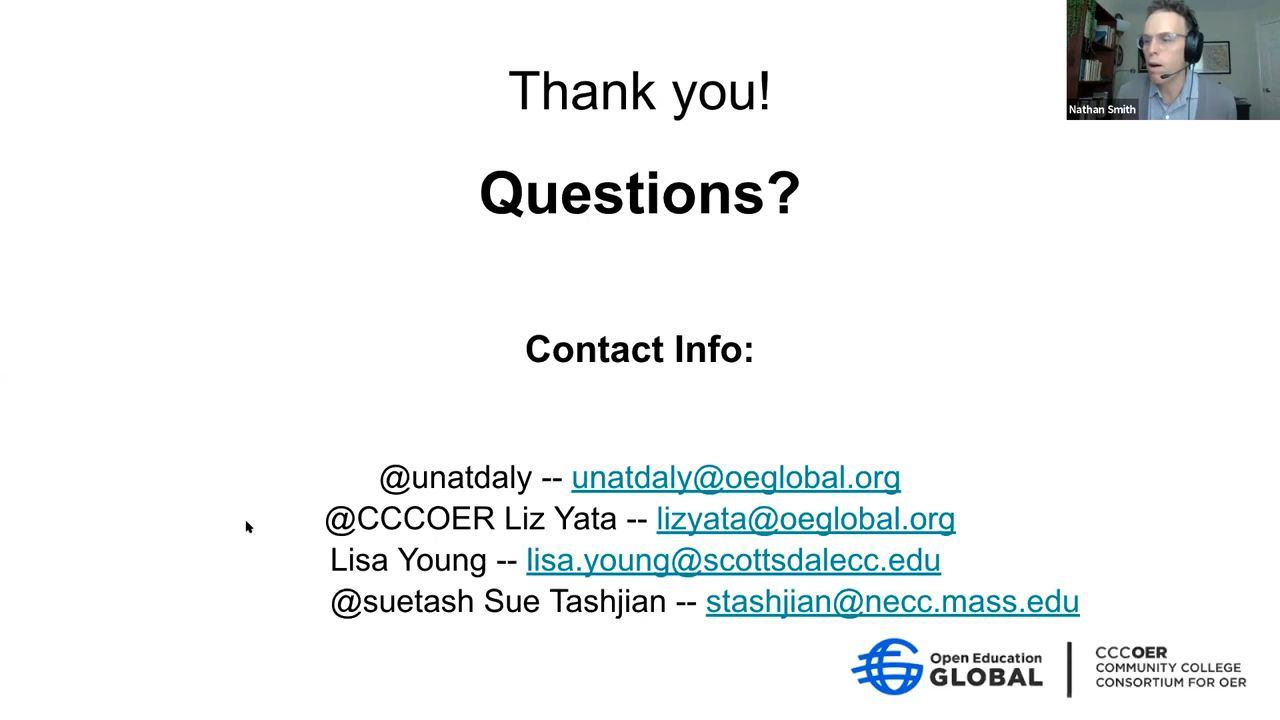 Thank you!
Nathan Smith
Questions?
Contact Info:
@unatdaly -- unatdaly@oeglobal.org
@CCCOER Liz Yata -- lizyata@oeglobal.org
Lisa Young -- lisa.young@scottsdalecc.edu
@suetash Sue Tashjian -- stashjian@necc.mass.edu
Open Education
GLOBAL
CCCOER
COMMUNITY COLLEGE
CONSORTIUM FOR OER